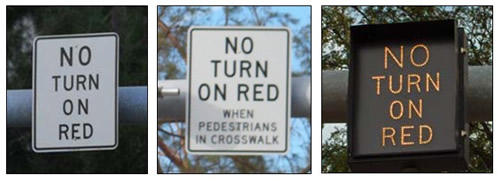 NO
TURN
ON
RED
NO
TURN
ON RED
WHEN
PEDESTRIANS
IN CROSSWALK
NO
TURN
ON
RED